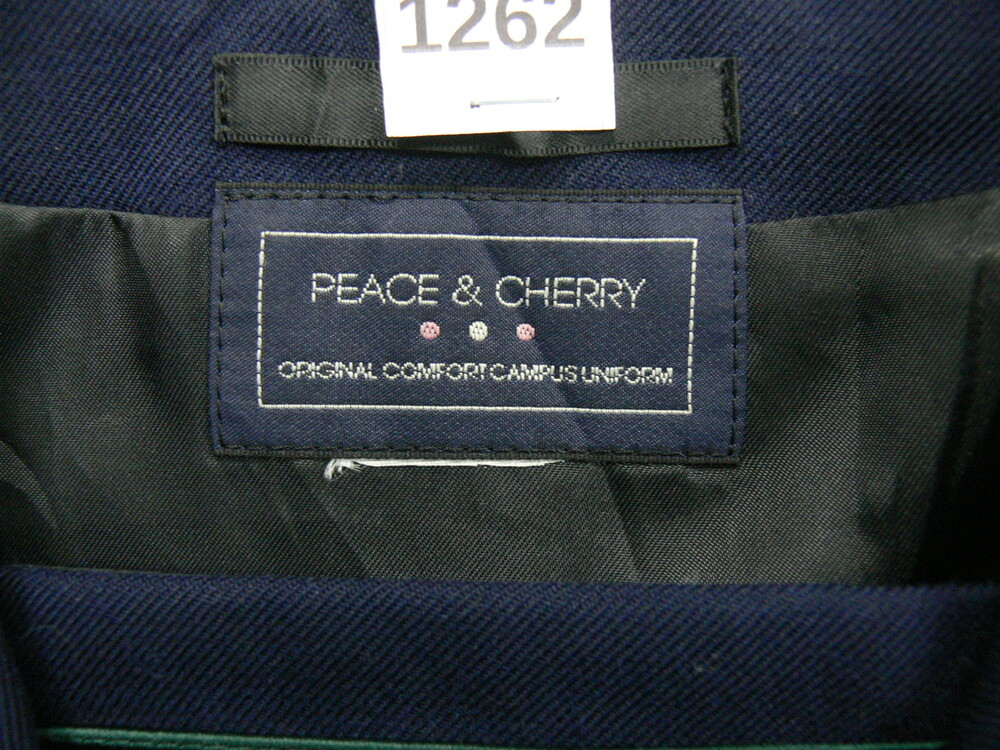 1262
PEACE & CHERRY
ORIGINAL COMFORT CAMPUS UNIFORM